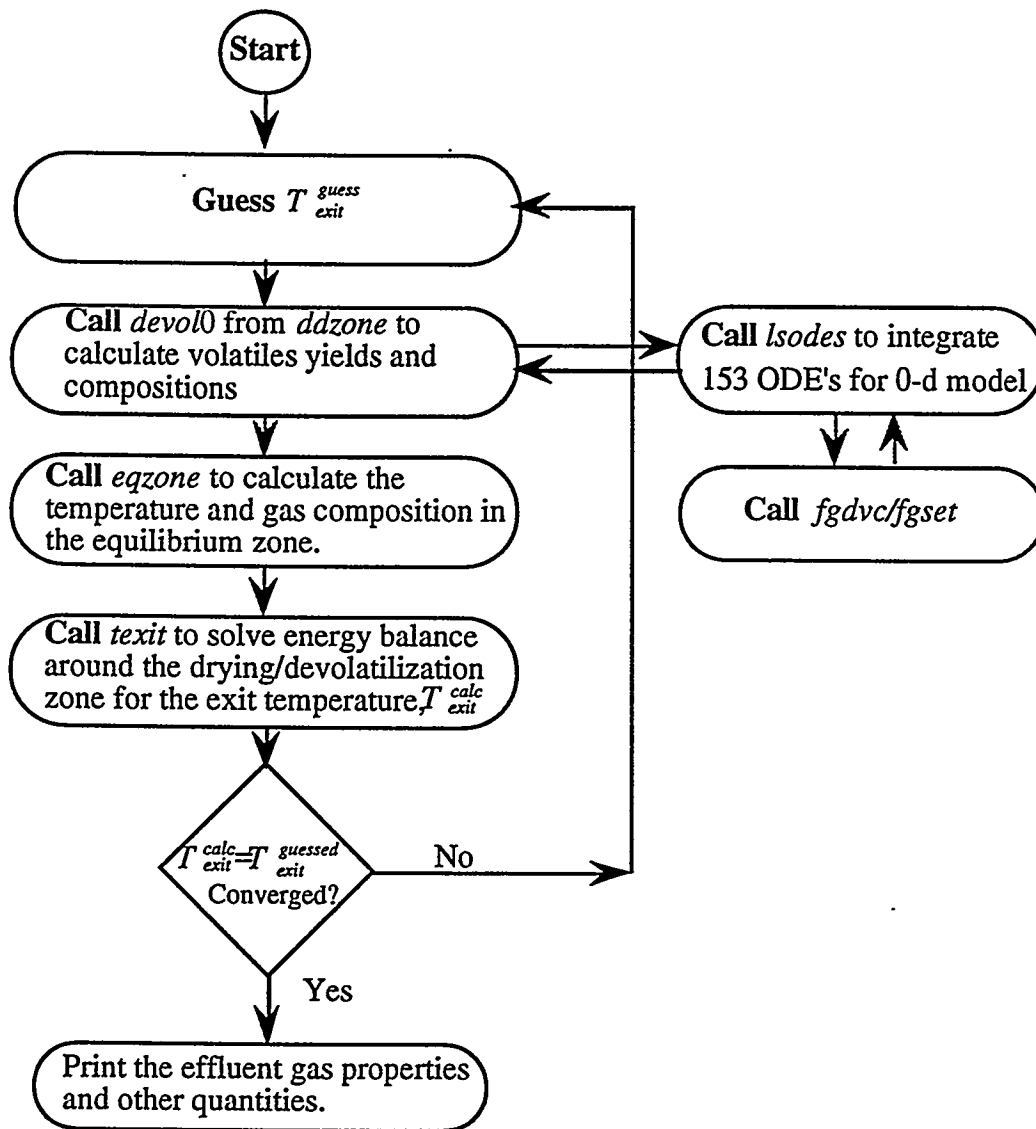 Start
Guess T exit guess
Call devol0 from ddzone to
calculate volatiles yields and
compositions
Call lsodes to integrate
153 ODE's for 0-d model
Call fgdvc/fgset
Call eqzone to calculate the
temperature and gas composition in
the equilibrium zone.
Call texit to solve energy balance
around the drying/devolatilization
zone for the exit temperature, T exit calc
T exit calc = T exit guessed
Converged?
No
Yes
Print the effluent gas properties
and other quantities.